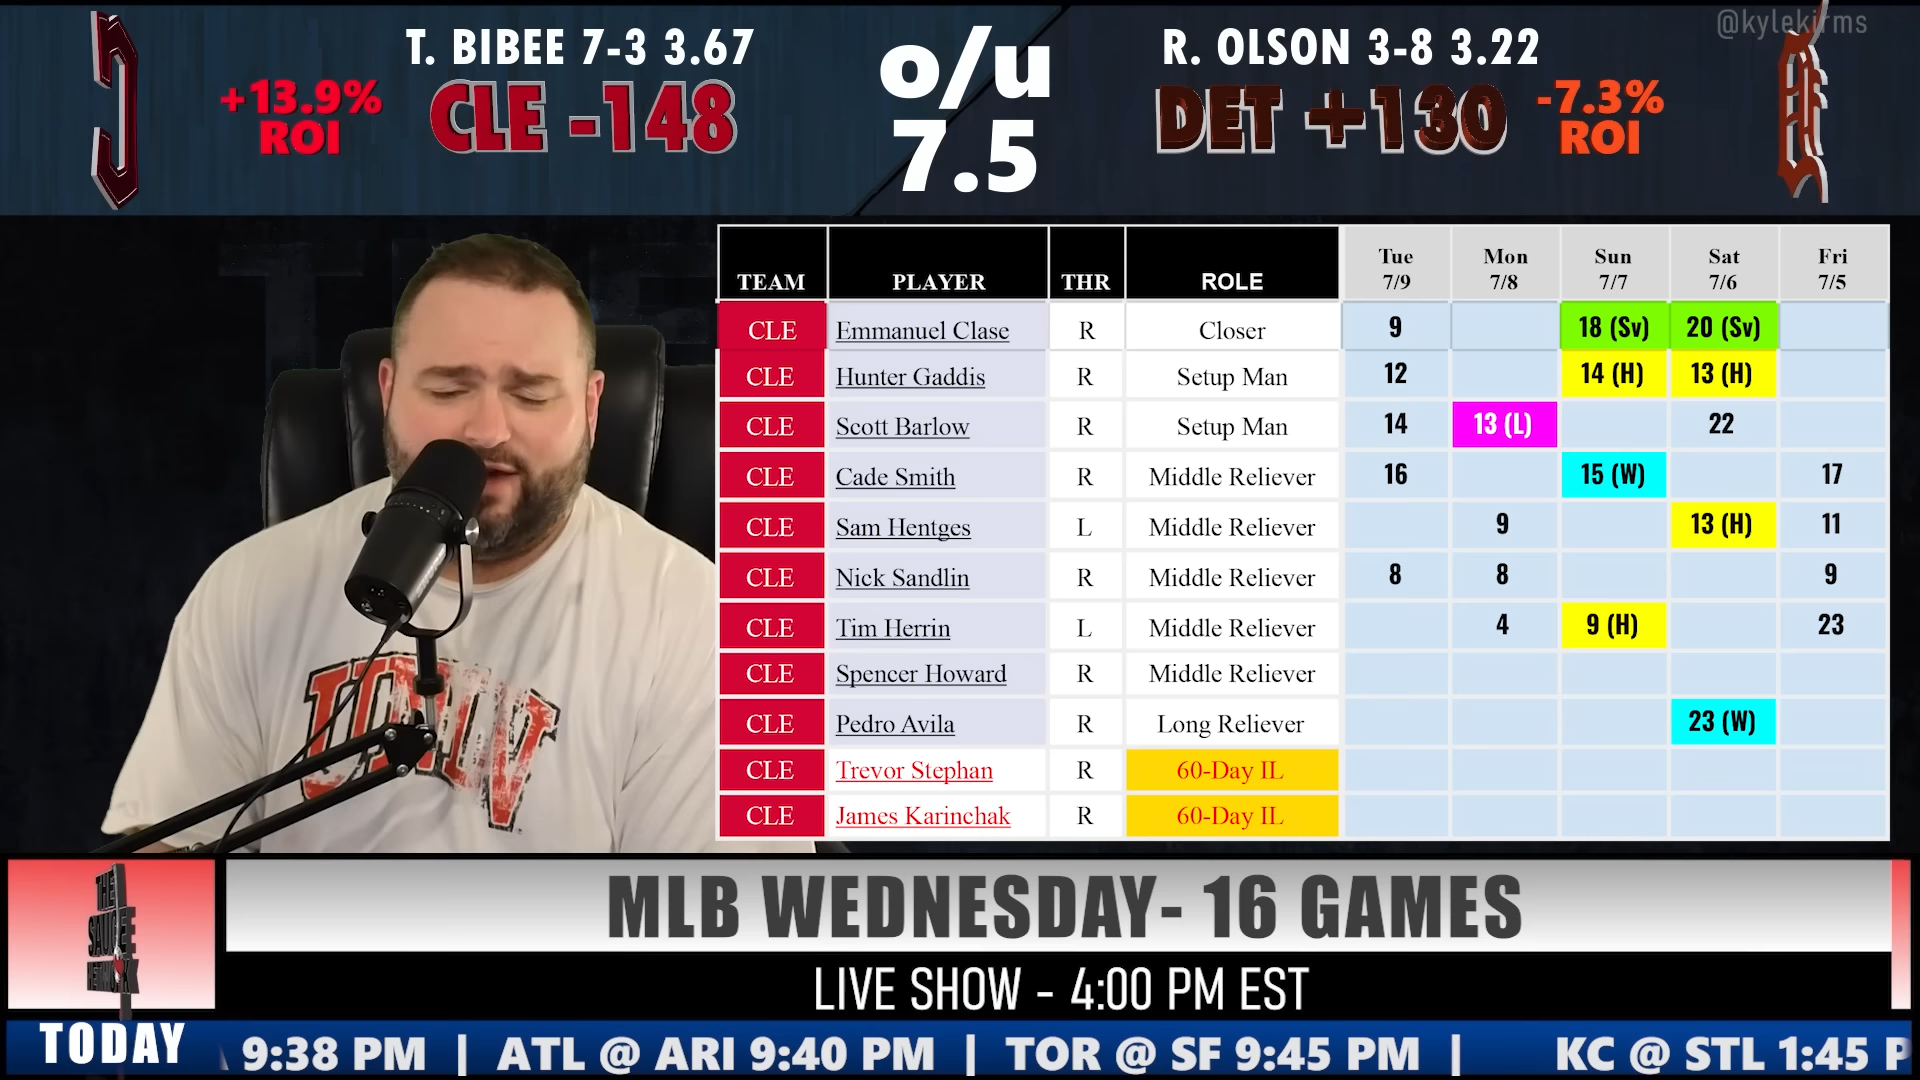 @kylekirms
T. BIBEE 7-3 3.67
+13.9% ROI
CLE -148
o/u
7.5
R. OLSON 3-8 3.22
DET +130
-7.3% ROI
TEAM PLAYER THR ROLE Tue 7/9 Mon 7/8 Sun 7/7 Sat 7/6 Fri 7/5
CLE Emmanuel Clase R Closer 9 18 (Sv) 20 (Sv)
CLE Hunter Gaddis R Setup Man 12 14 (H) 13 (H)
CLE Scott Barlow R Setup Man 14 13 (L) 22
CLE Cade Smith R Middle Reliever 16 15 (W) 17
CLE Sam Hentges L Middle Reliever 9 13 (H) 11
CLE Nick Sandlin R Middle Reliever 8 8 9
CLE Tim Herrin L Middle Reliever 4 9 (H) 23
CLE Spencer Howard R Middle Reliever
CLE Pedro Avila R Long Reliever 23 (W)
CLE Trevor Stephan R 60-Day IL
CLE James Karinchak R 60-Day IL
UNLV
THE
SAUCE
NETWORK
MLB WEDNESDAY- 16 GAMES
LIVE SHOW - 4:00 PM EST
TODAY 9:38 PM | ATL @ ARI 9:40 PM | TOR @ SF 9:45 PM | KC @ STL 1:45 P